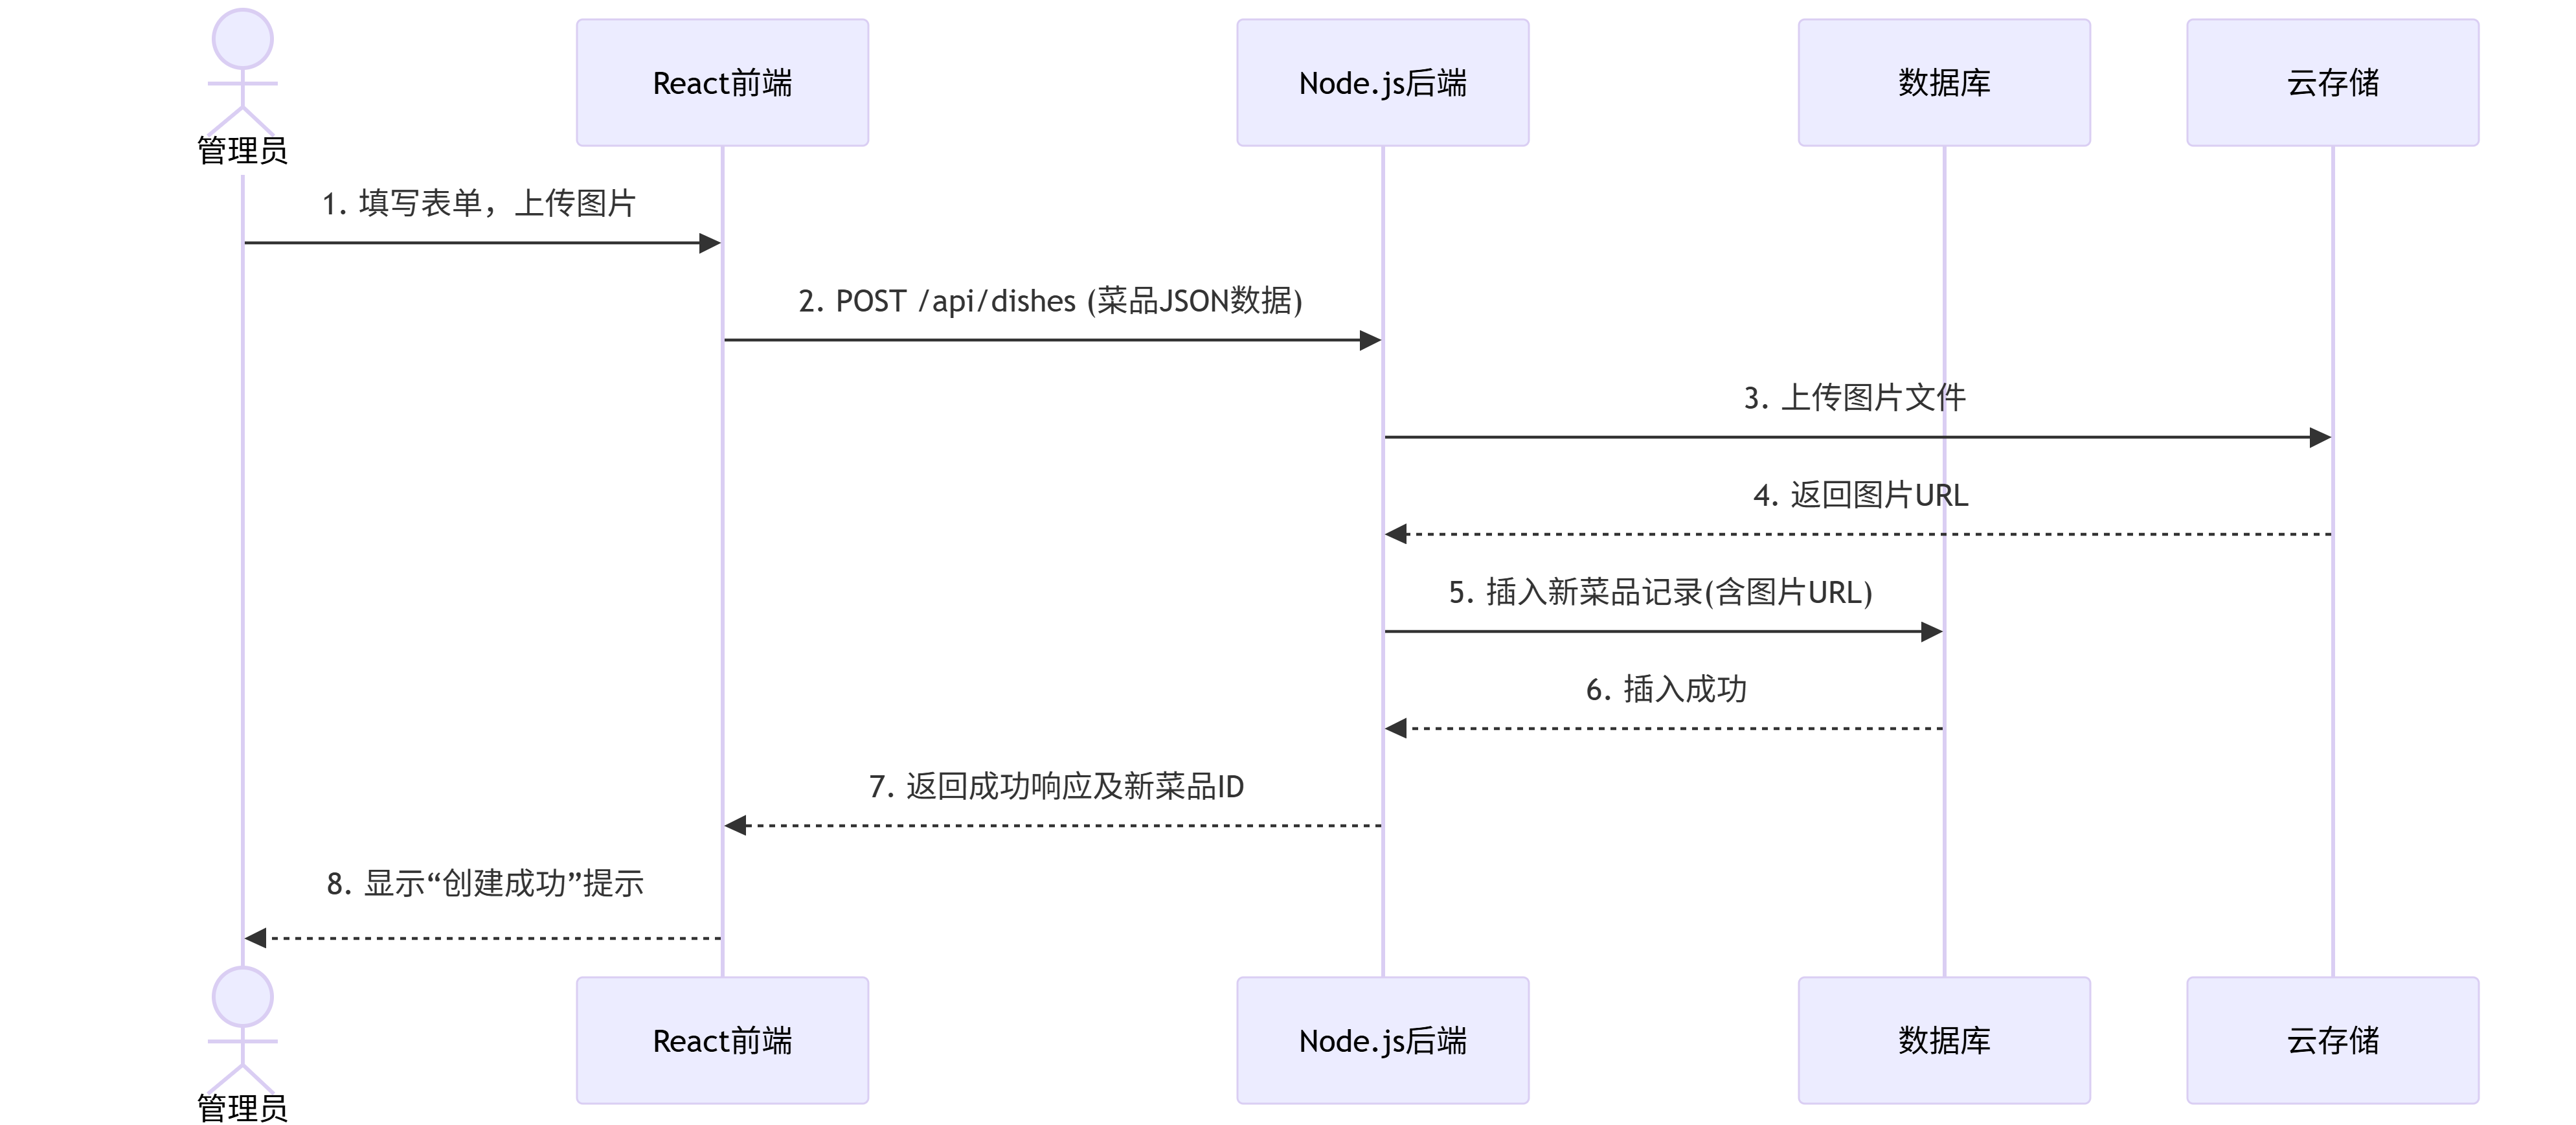 React前端
Node.js后端
数据库
云存储
管理员
1. 填写表单，上传图片
2. POST /api/dishes (菜品JSON数据)
3. 上传图片文件
4. 返回图片URL
5. 插入新菜品记录(含图片URL)
6. 插入成功
7. 返回成功响应及新菜品ID
8. 显示“创建成功”提示
React前端
Node.js后端
数据库
云存储
管理员